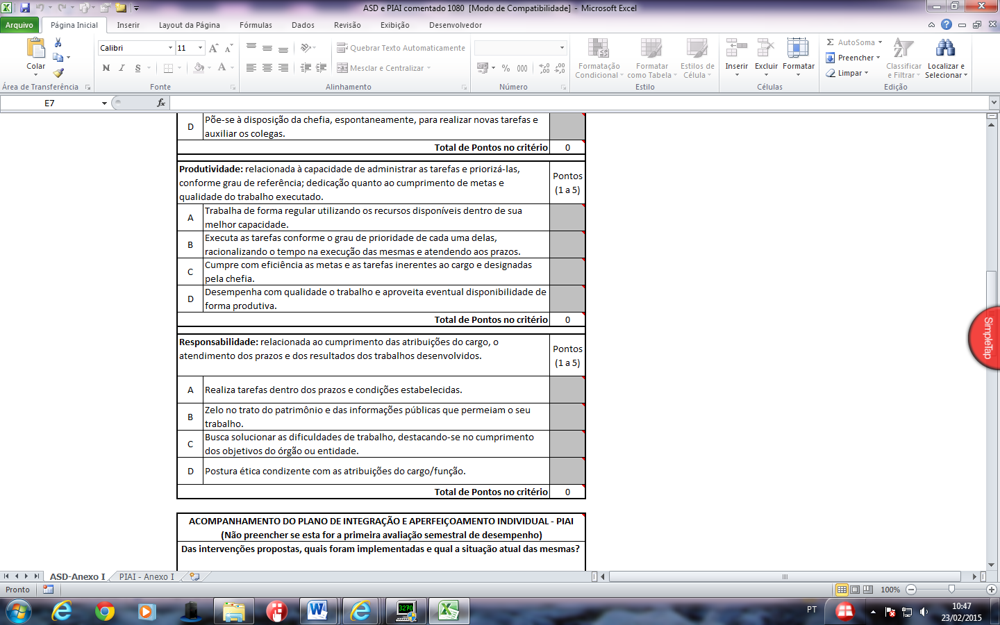 ASD e PIAI comentado 1080 [Modo de Compatibilidade] - Microsoft Excel
Arquivo Página Inicial Inserir Layout da Página Fórmulas Dados Revisão Exibição Desenvolvedor
Colar
Área de Transferência
Calibri 11
N I S
Fonte
Quebrar Texto Automaticamente
Mesclar e Centralizar
Alinhamento
% 000
Número
Formatação Condicional
Formatar como Tabela
Estilos de Célula
Estilo
Inserir Excluir Formatar
Células
Σ AutoSoma
Preencher
Limpar
Classificar e Filtrar
Localizar e Selecionar
Edição
E7 fx
D Põe-se à disposição da chefia, espontaneamente, para realizar novas tarefas e
auxiliar os colegas.
Total de Pontos no critério 0
Produtividade: relacionada à capacidade de administrar as tarefas e priorizá-las,
conforme grau de referência; dedicação quanto ao cumprimento de metas e
qualidade do trabalho executado.
Pontos
(1 a 5)
A Trabalha de forma regular utilizando os recursos disponíveis dentro de sua
melhor capacidade.
B Executa as tarefas conforme o grau de prioridade de cada uma delas,
racionalizando o tempo na execução das mesmas e atendendo aos prazos.
C Cumpre com eficiência as metas e as tarefas inerentes ao cargo e designadas
pela chefia.
D Desempenha com qualidade o trabalho e aproveita eventual disponibilidade de
forma produtiva.
Total de Pontos no critério 0
Responsabilidade: relacionada ao cumprimento das atribuições do cargo, o
atendimento dos prazos e dos resultados dos trabalhos desenvolvidos.
Pontos
(1 a 5)
A Realiza tarefas dentro dos prazos e condições estabelecidas.
B Zelo no trato do patrimônio e das informações públicas que permeiam o seu
trabalho.
C Busca solucionar as dificuldades de trabalho, destacando-se no cumprimento
dos objetivos do órgão ou entidade.
D Postura ética condizente com as atribuições do cargo/função.
Total de Pontos no critério 0
ACOMPANHAMENTO DO PLANO DE INTEGRAÇÃO E APERFEIÇOAMENTO INDIVIDUAL - PIAI
(Não preencher se esta for a primeira avaliação semestral de desempenho)
Das intervenções propostas, quais foram implementadas e qual a situação atual das mesmas?
SimpleTap
ASD-Anexo I PIAI - Anexo I
Pronto 100%
3270
PT
10:47
23/02/2015